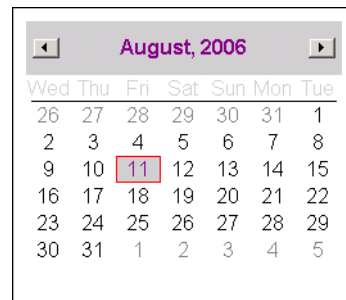 August, 2006
Wed Thu Fri Sat Sun Mon Tue
26 27 28 29 30 31 1
2 3 4 5 6 7 8
9 10 11 12 13 14 15
16 17 18 19 20 21 22
23 24 25 26 27 28 29
30 31 1 2 3 4 5